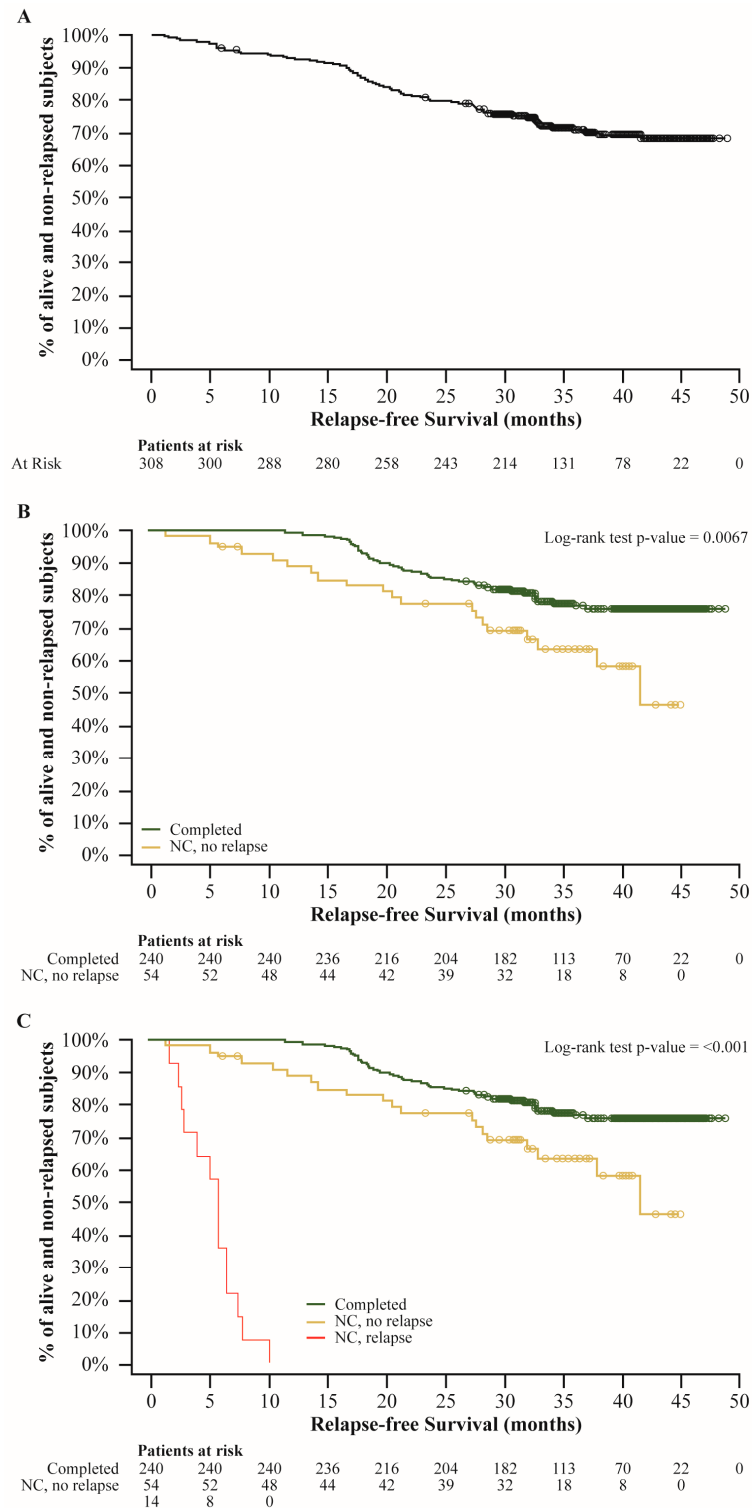 A
100%
90%
80%
70%
60%
50%
40%
30%
20%
10%
0%
% of alive and non-relapsed subjects
0 5 10 15 20 25 30 35 40 45 50
Relapse-free Survival (months)
Patients at risk
At Risk 308 300 288 280 258 243 214 131 78 22 0
B
Log-rank test p-value = 0.0067
100%
90%
80%
70%
60%
50%
40%
30%
20%
10%
0%
% of alive and non-relapsed subjects
Completed
NC, no relapse
0 5 10 15 20 25 30 35 40 45 50
Relapse-free Survival (months)
Patients at risk
Completed 240 240 240 236 216 204 182 113 70 22 0
NC, no relapse 54 52 48 44 42 39 32 18 8 0
C
Log-rank test p-value = <0.001
100%
90%
80%
70%
60%
50%
40%
30%
20%
10%
0%
% of alive and non-relapsed subjects
Completed
NC, no relapse
NC, relapse
0 5 10 15 20 25 30 35 40 45 50
Relapse-free Survival (months)
Patients at risk
Completed 240 240 240 236 216 204 182 113 70 22 0
NC, no relapse 54 52 48 44 42 39 32 18 8 0
14 8 0